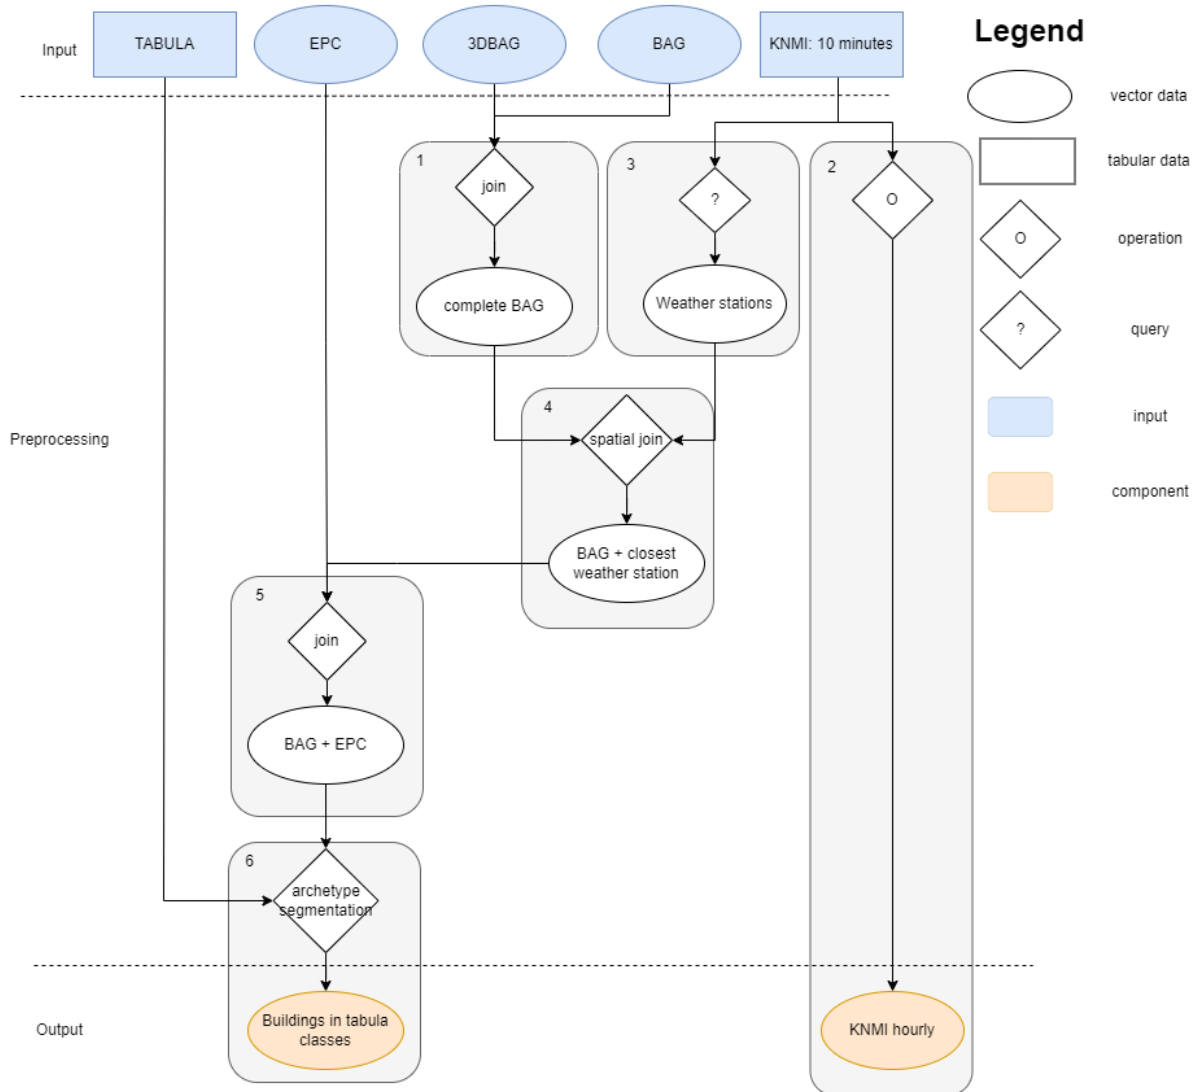 Input
TABULA
EPC
3DBAG
BAG
KNMI: 10 minutes
Legend
vector data
tabular data
O
operation
?
query
input
component
1
join
complete BAG
3
?
Weather stations
2
O
Preprocessing
4
spatial join
BAG + closest
weather station
5
join
BAG + EPC
6
archetype
segmentation
Output
Buildings in tabula
classes
KNMI hourly